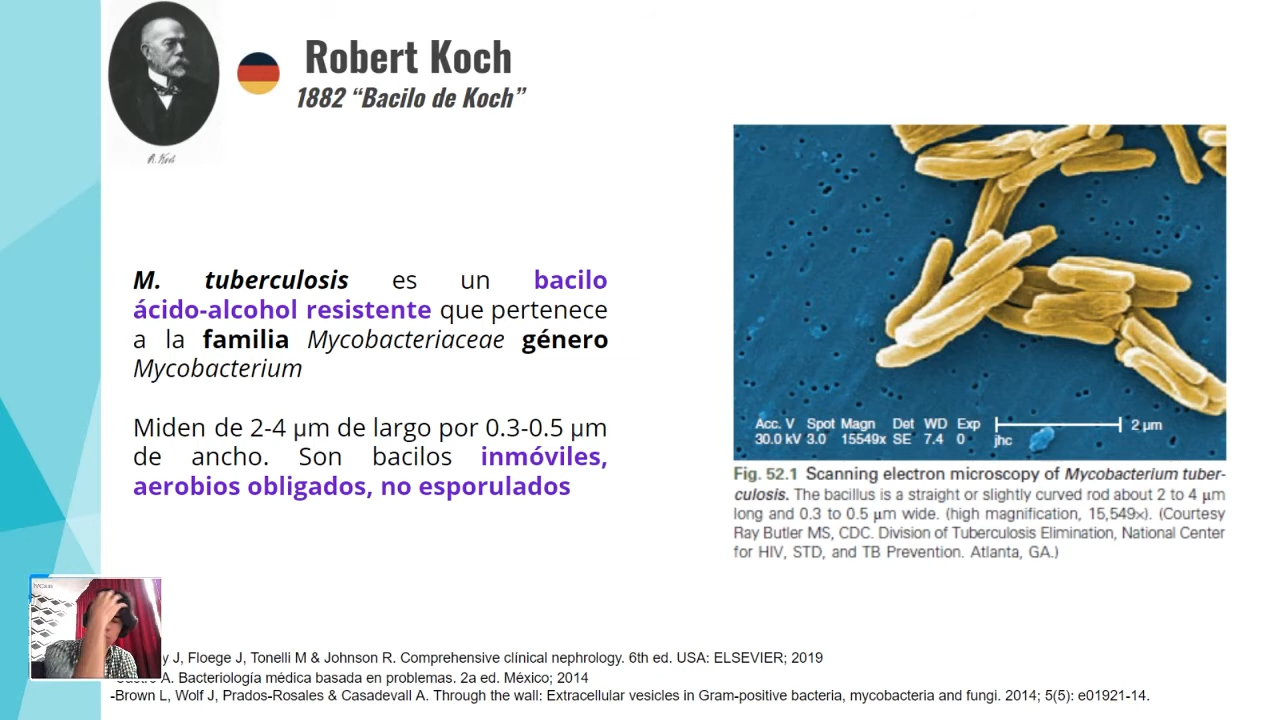 Robert Koch
1882 “Bacilo de Koch”
M. tuberculosis es un bacilo
ácido-alcohol resistente que pertenece
a la familia Mycobacteriaceae género
Mycobacterium
Miden de 2-4 μm de largo por 0.3-0.5 μm
de ancho. Son bacilos inmóviles,
aerobios obligados, no esporulados
Acc. V Spot Magn Det WD Exp
30.0 kV 3.0 15549x SE 7.4 0 jhc 2 μm
Fig. 52.1 Scanning electron microscopy of Mycobacterium tuber-
culosis. The bacillus is a straight or slightly curved rod about 2 to 4 μm
long and 0.3 to 0.5 μm wide. (high magnification, 15,549×). (Courtesy
Ray Butler MS, CDC. Division of Tuberculosis Elimination, National Center
for HIV, STD, and TB Prevention. Atlanta, GA.)
J, Floege J, Tonelli M & Johnson R. Comprehensive clínical nephrology. 6th ed. USA: ELSEVIER; 2019
A. Bacteriología médica basada en problemas. 2a ed. México; 2014
-Brown L, Wolf J, Prados-Rosales & Casadevall A. Through the wall: Extracellular vesicles in Gram-positive bacteria, mycobacteria and fungi. 2014; 5(5): e01921-14.